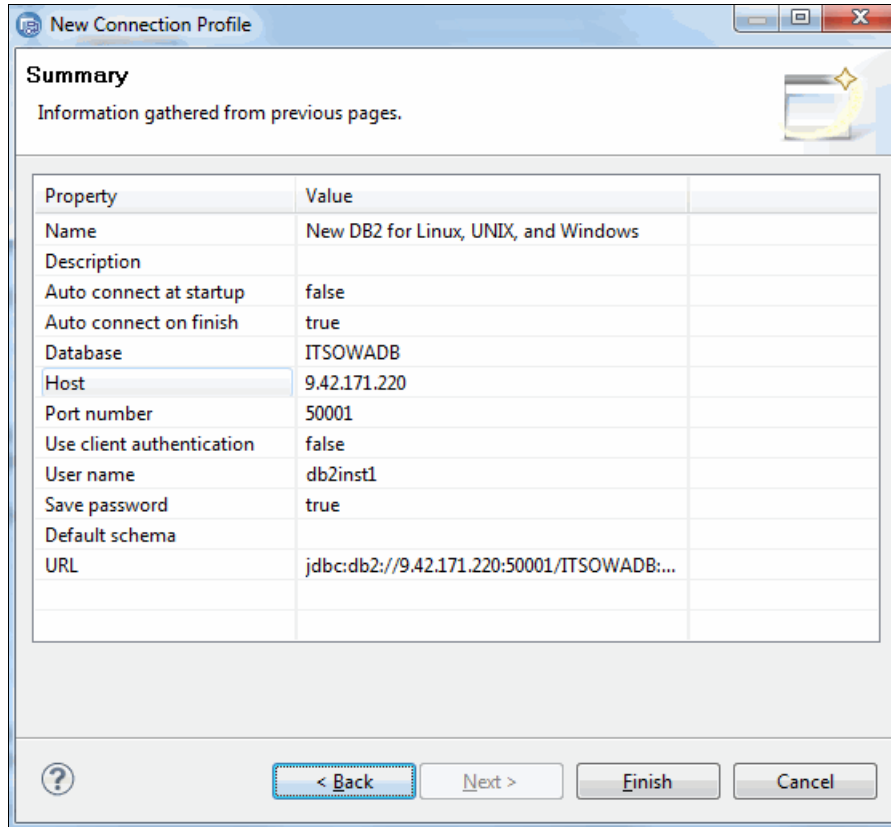 New Connection Profile
Summary
Information gathered from previous pages.
Property Value
Name New DB2 for Linux, UNIX, and Windows
Description
Auto connect at startup false
Auto connect on finish true
Database ITSOWADB
Host 9.42.171.220
Port number 50001
Use client authentication false
User name db2inst1
Save password true
Default schema
URL jdbc:db2://9.42.171.220:50001/ITSOWADB:...
? < Back Next > Finish Cancel